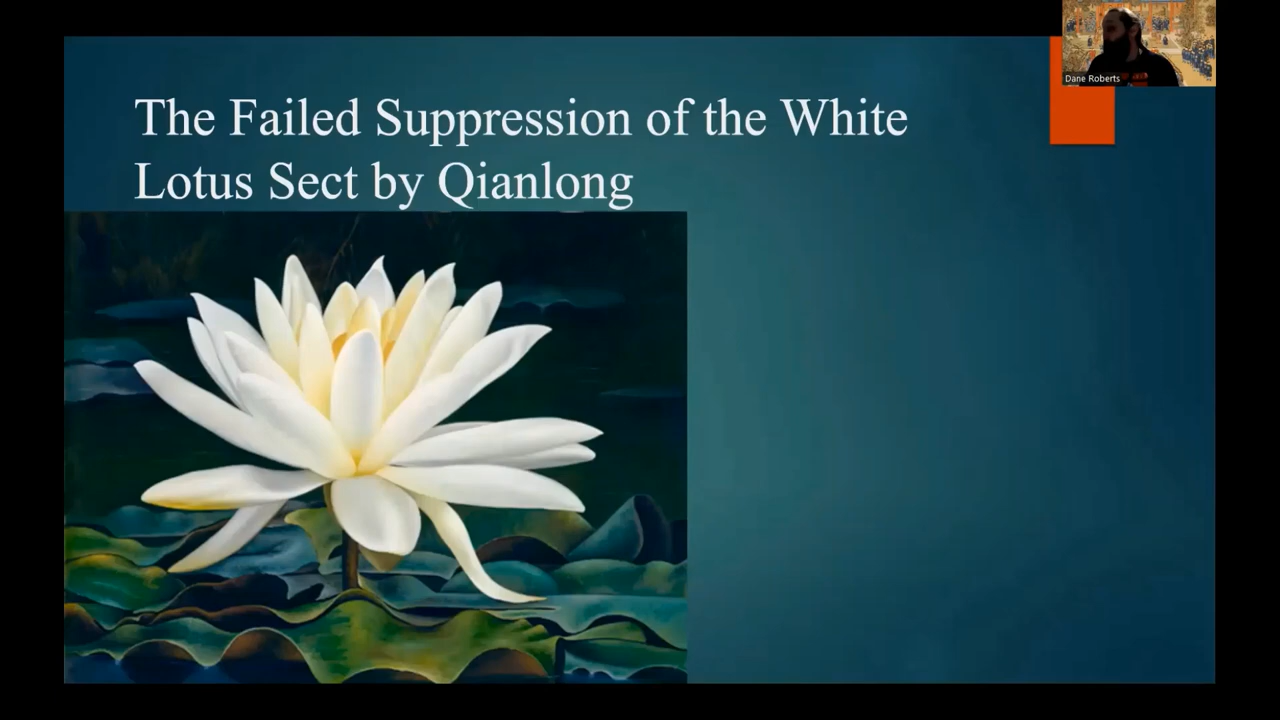 The Failed Suppression of the White
Lotus Sect by Qianlong
Dane Roberts